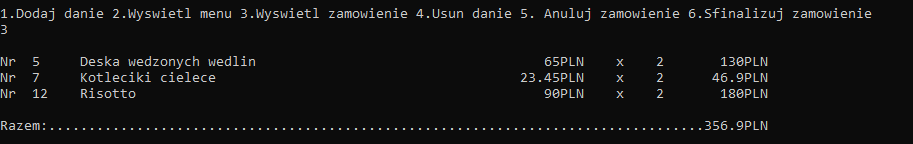 1.Dodaj danie 2.Wyswietl menu 3.Wyswietl zamowienie 4.Usun danie 5. Anuluj zamowienie 6.Sfinalizuj zamowienie
3
Nr 5 Deska wedzonych wedlin 65PLN x 2 130PLN
Nr 7 Kotleciki cielece 23.45PLN x 2 46.9PLN
Nr 12 Risotto 90PLN x 2 180PLN
Razem:..................................................................................356.9PLN